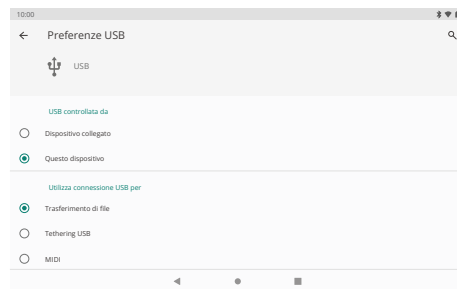 10:00
Preferenze USB
USB
USB controllata da
Dispositivo collegato
Questo dispositivo
Utilizza connessione USB per
Trasferimento di file
Tethering USB
MIDI